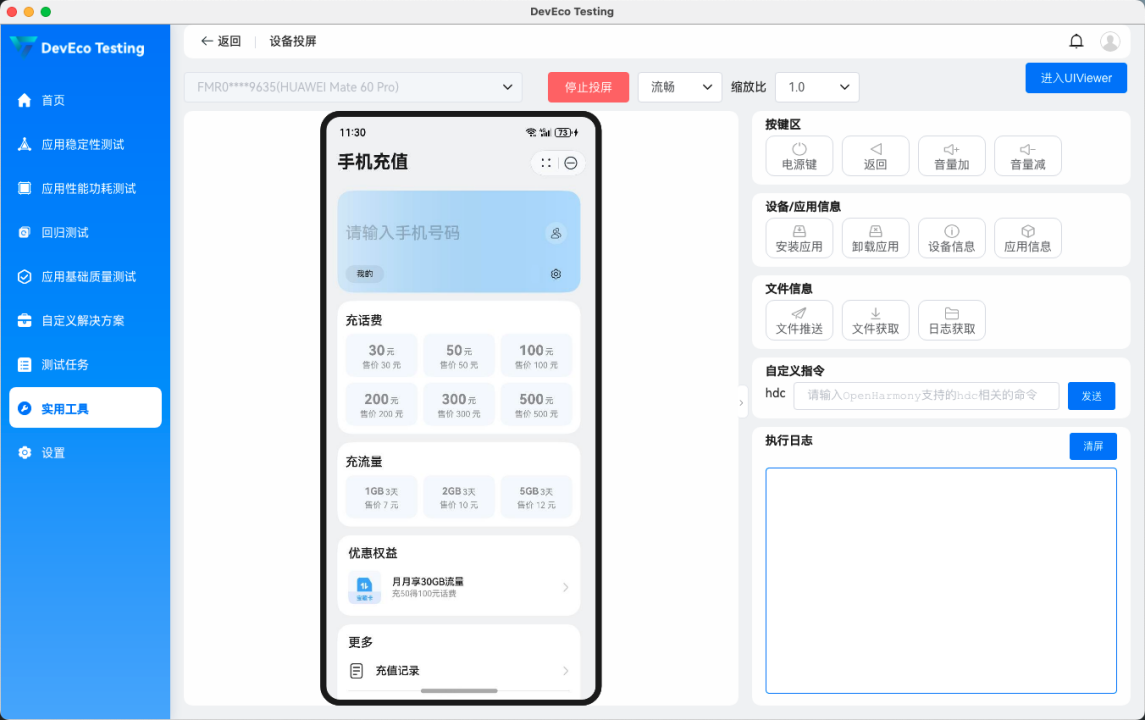 DevEco Testing
DevEco Testing
首页
应用稳定性测试
应用性能功耗测试
回归测试
应用基础质量测试
自定义解决方案
测试任务
实用工具
设置
返回
设备投屏
FMR0****9635(HUAWEI Mate 60 Pro)
停止投屏
流畅
缩放比
1.0
进入UIViewer
11:30
73
手机充值
请输入手机号码
我的
充话费
30元
售价 30 元
50元
售价 50 元
100元
售价 100 元
200元
售价 200 元
300元
售价 300 元
500元
售价 500 元
充流量
1GB 3天
售价 7 元
2GB 3天
售价 10 元
5GB 3天
售价 12 元
优惠权益
月月享30GB流量
充50得100元话费
更多
充值记录
按键区
电源键
返回
音量加
音量减
设备/应用信息
安装应用
卸载应用
设备信息
应用信息
文件信息
文件推送
文件获取
日志获取
自定义指令
hdc
请输入OpenHarmony支持的hdc相关的命令
发送
执行日志
清屏